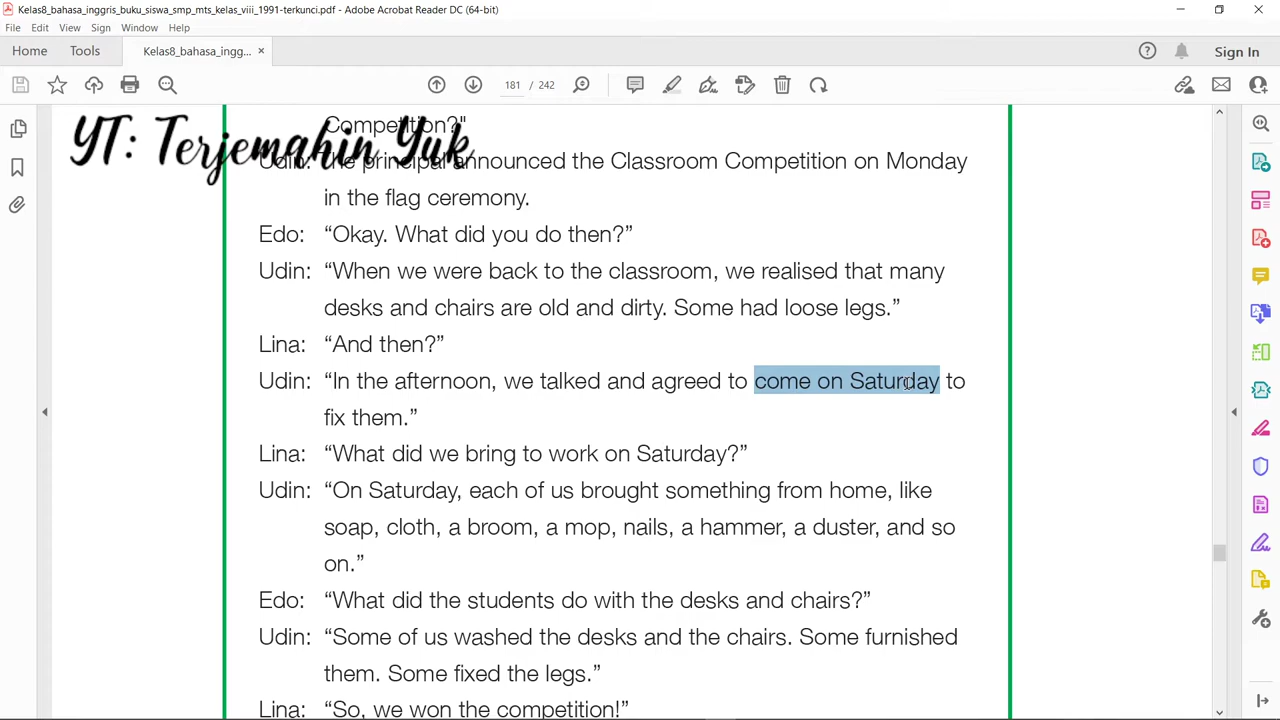 Kelas8_bahasa_inggris_buku_siswa_smp_mts_kelas_viii_1991-terkunci.pdf - Adobe Acrobat Reader DC (64-bit)
File Edit View Sign Window Help
Home Tools Kelas8_bahasa_ingg... × Sign In
181 / 242
YT: Terjemahin Yuk
Competition?"
Udin: The principal announced the Classroom Competition on Monday
in the flag ceremony.
Edo: “Okay. What did you do then?”
Udin: “When we were back to the classroom, we realised that many
desks and chairs are old and dirty. Some had loose legs.”
Lina: “And then?”
Udin: “In the afternoon, we talked and agreed to come on Saturday to
fix them.”
Lina: “What did we bring to work on Saturday?”
Udin: “On Saturday, each of us brought something from home, like
soap, cloth, a broom, a mop, nails, a hammer, a duster, and so
on.”
Edo: “What did the students do with the desks and chairs?”
Udin: “Some of us washed the desks and the chairs. Some furnished
them. Some fixed the legs.”
Lina: “So, we won the competition!”